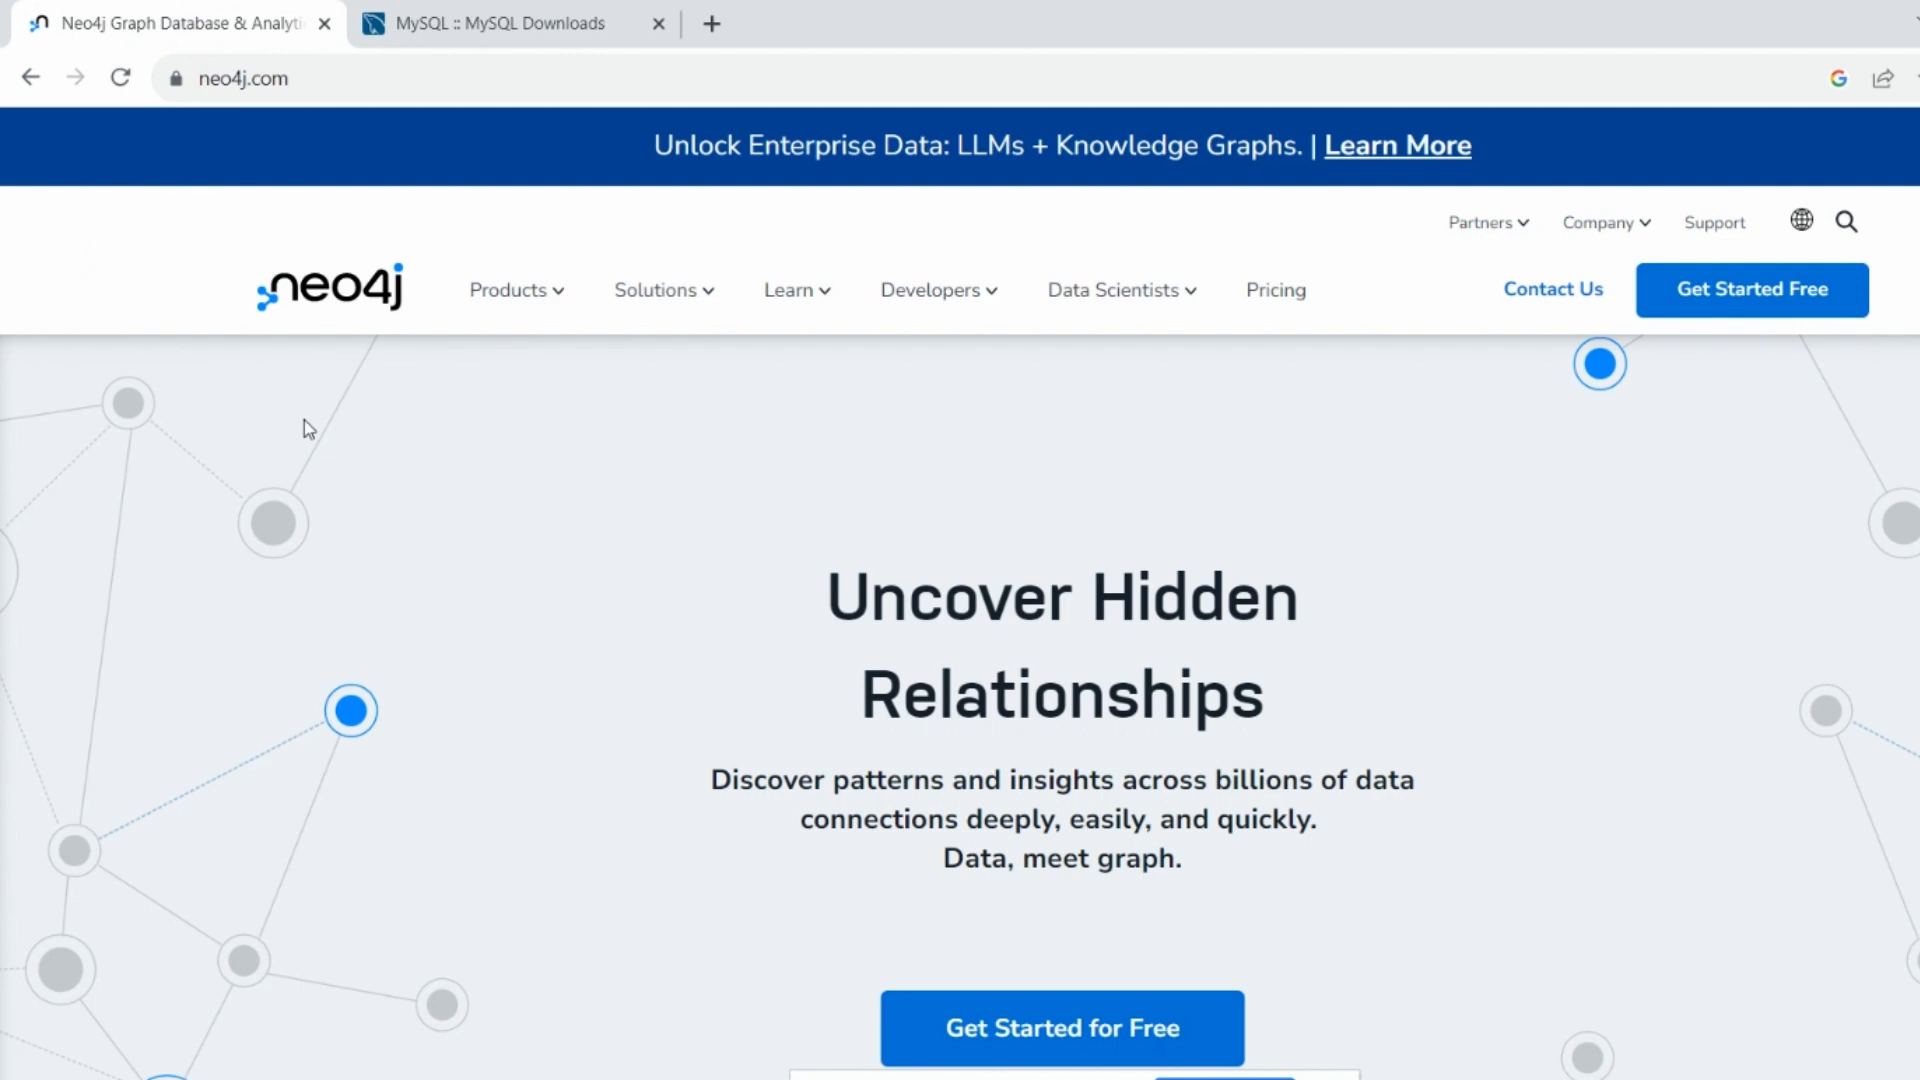 Neo4j Graph Database & Analyti
MySQL :: MySQL Downloads
neo4j.com
Unlock Enterprise Data: LLMs + Knowledge Graphs. | Learn More
Partners Company Support
neo4j Products Solutions Learn Developers Data Scientists Pricing Contact Us Get Started Free
Uncover Hidden
Relationships
Discover patterns and insights across billions of data
connections deeply, easily, and quickly.
Data, meet graph.
Get Started for Free